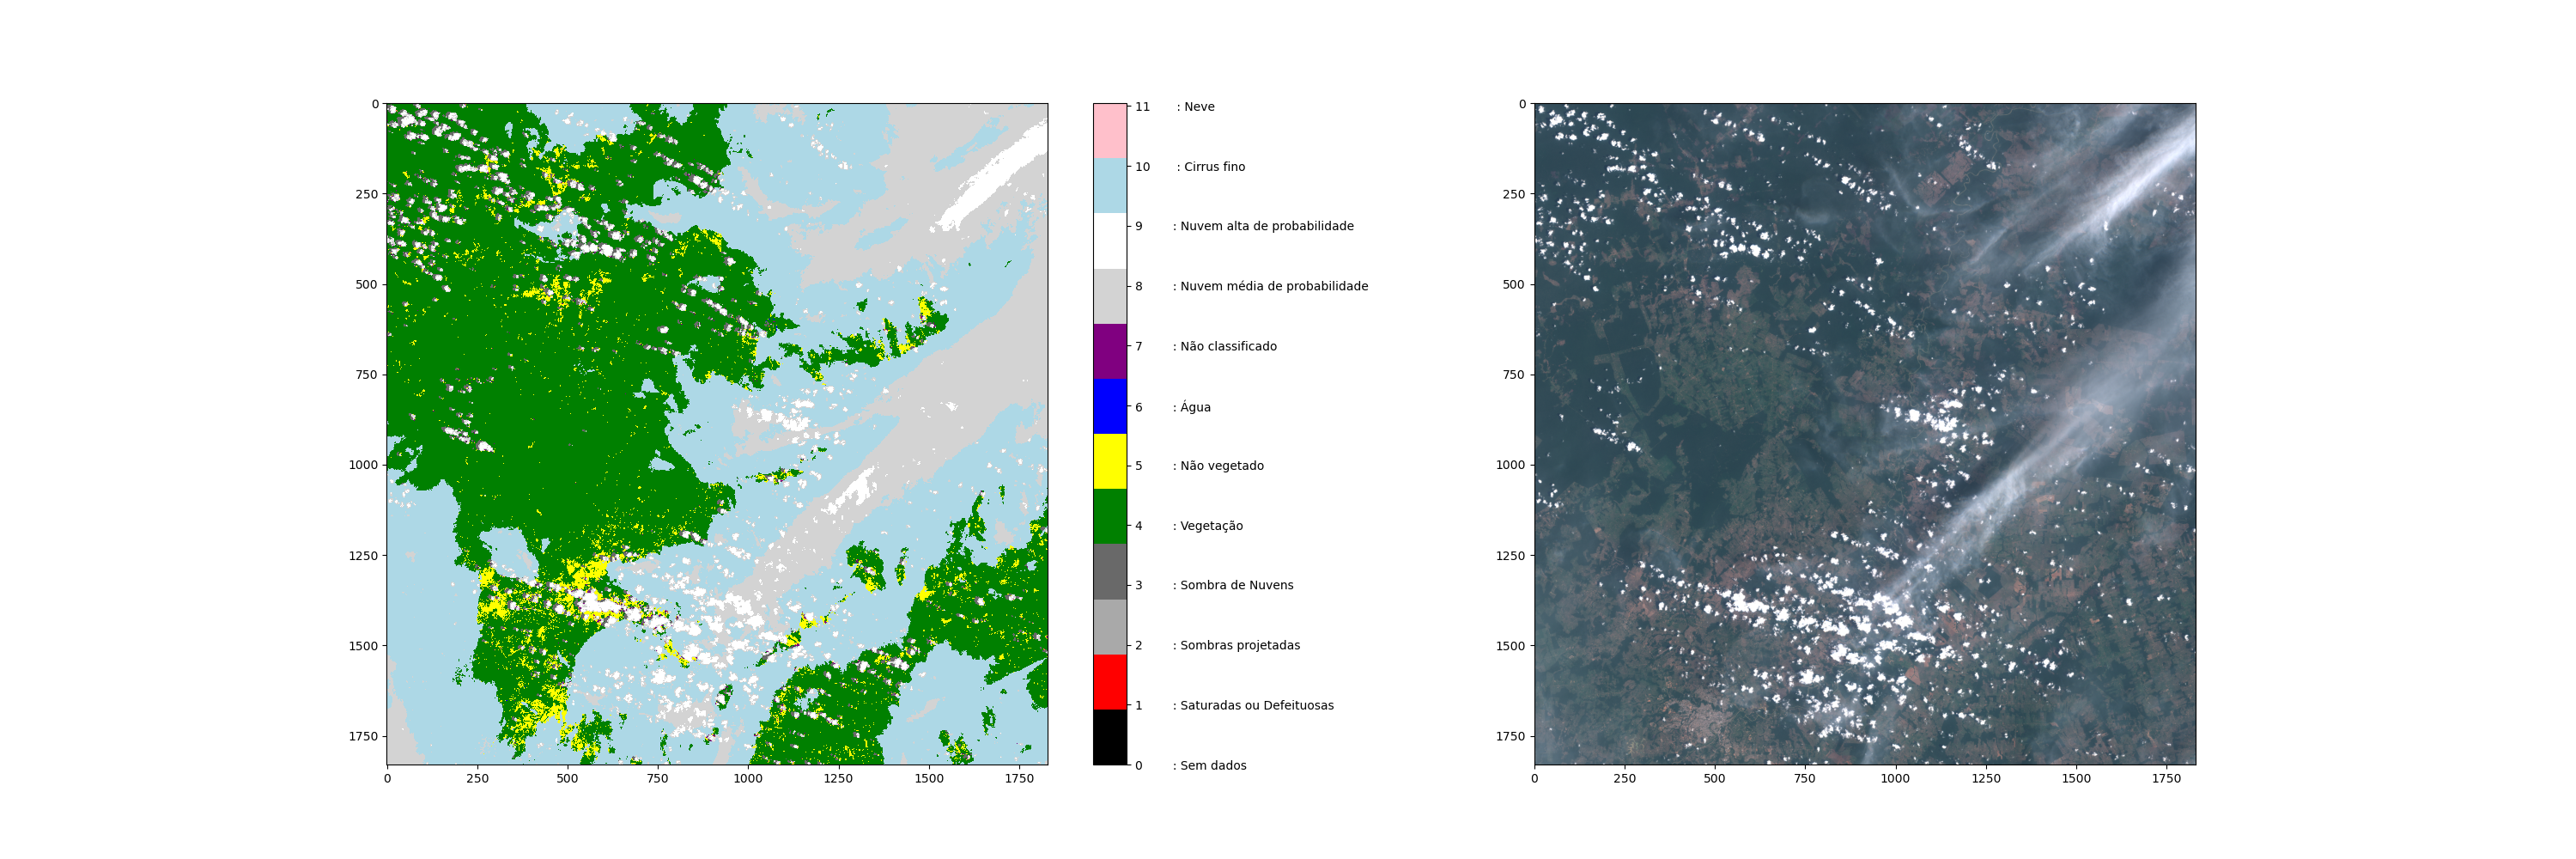 0
250
500
750
1000
1250
1500
1750
0 250 500 750 1000 1250 1500 1750
11 : Neve
10 : Cirrus fino
9 : Nuvem alta de probabilidade
8 : Nuvem média de probabilidade
7 : Não classificado
6 : Água
5 : Não vegetado
4 : Vegetação
3 : Sombra de Nuvens
2 : Sombras projetadas
1 : Saturadas ou Defeituosas
0 : Sem dados
0
250
500
750
1000
1250
1500
1750
0 250 500 750 1000 1250 1500 1750